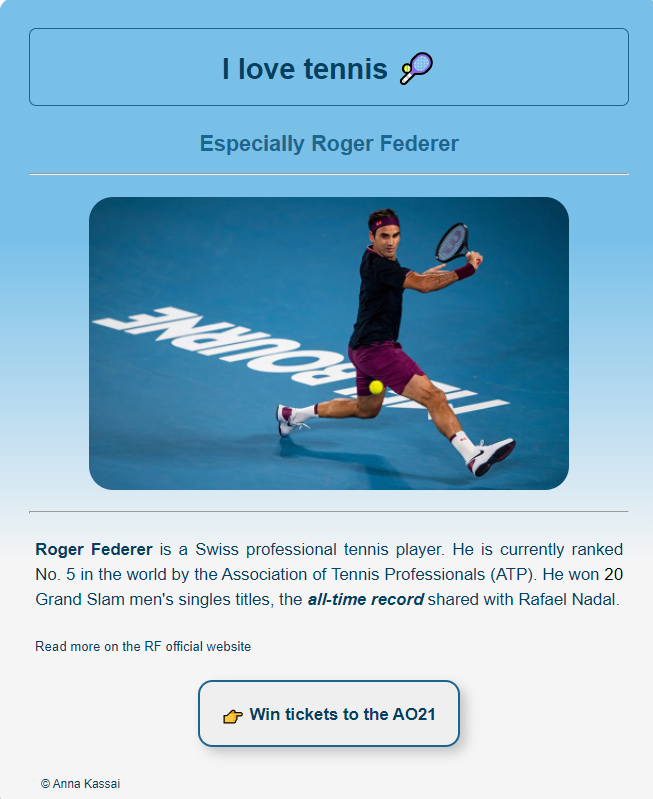 I love tennis
Especially Roger Federer
MELBOURNE
Roger Federer is a Swiss professional tennis player. He is currently ranked
No. 5 in the world by the Association of Tennis Professionals (ATP). He won 20
Grand Slam men's singles titles, the all-time record shared with Rafael Nadal.
Read more on the RF official website
Win tickets to the AO21
© Anna Kassai